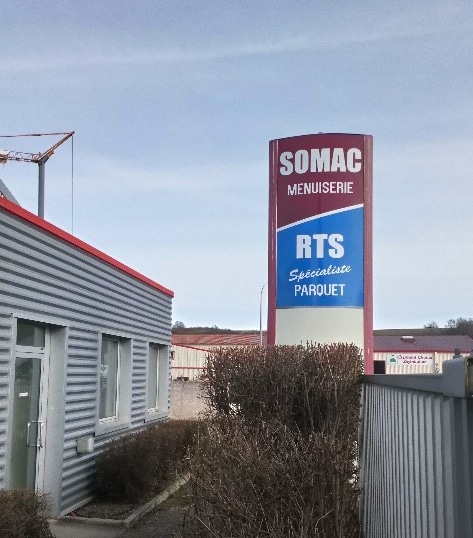 SOMAC
MENUISERIE
RTS
Spécialiste
PARQUET